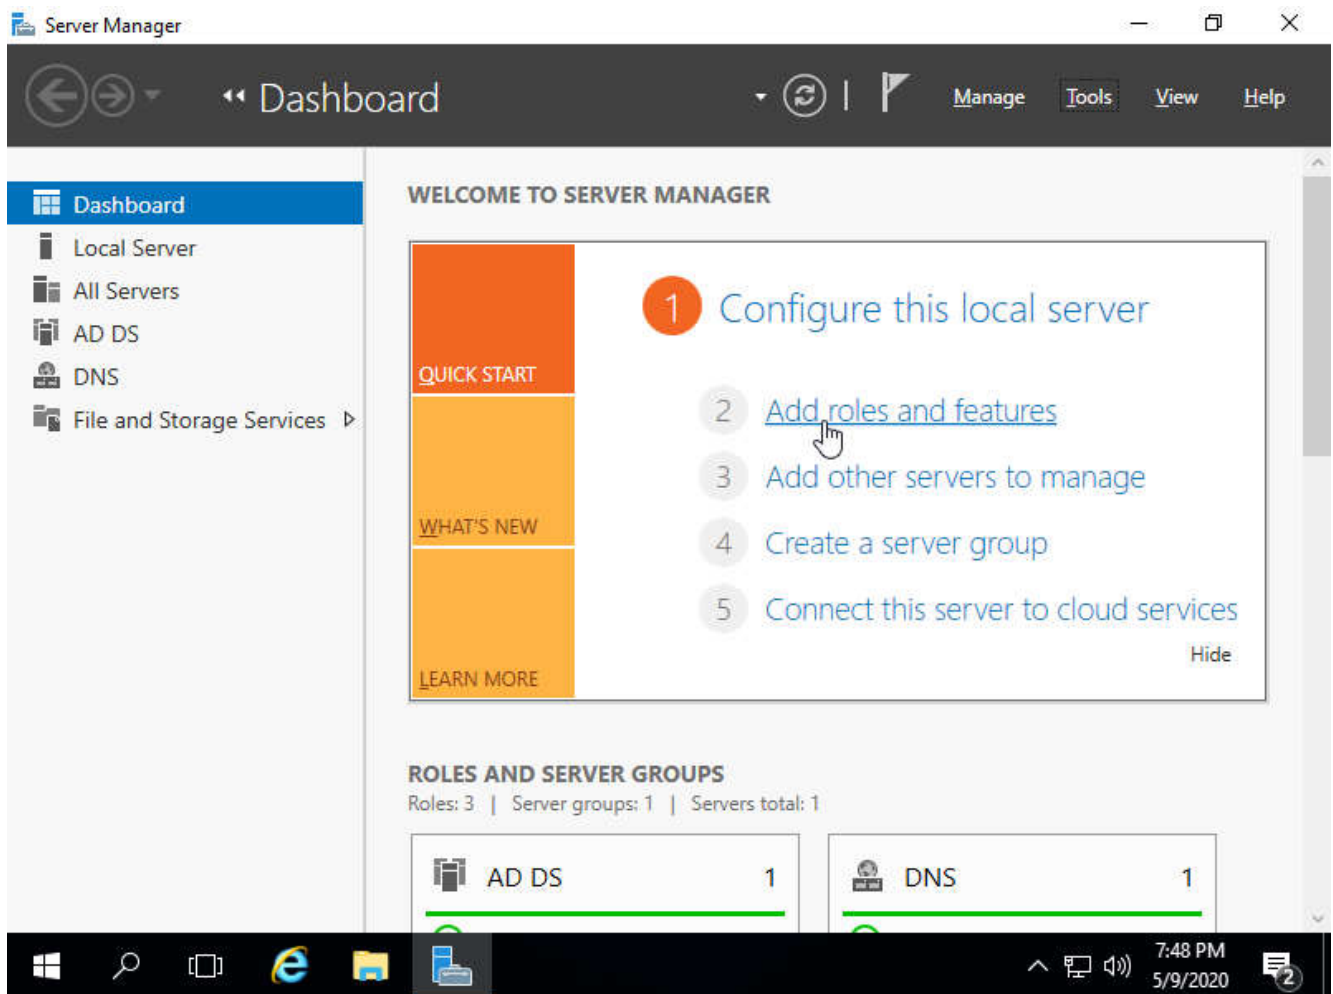 Server Manager
Dashboard
Manage Tools View Help
Dashboard
Local Server
All Servers
AD DS
DNS
File and Storage Services
WELCOME TO SERVER MANAGER
QUICK START
WHAT'S NEW
LEARN MORE
1 Configure this local server
2 Add roles and features
3 Add other servers to manage
4 Create a server group
5 Connect this server to cloud services
Hide
ROLES AND SERVER GROUPS
Roles: 3 | Server groups: 1 | Servers total: 1
AD DS 1
DNS 1
7:48 PM
5/9/2020
2